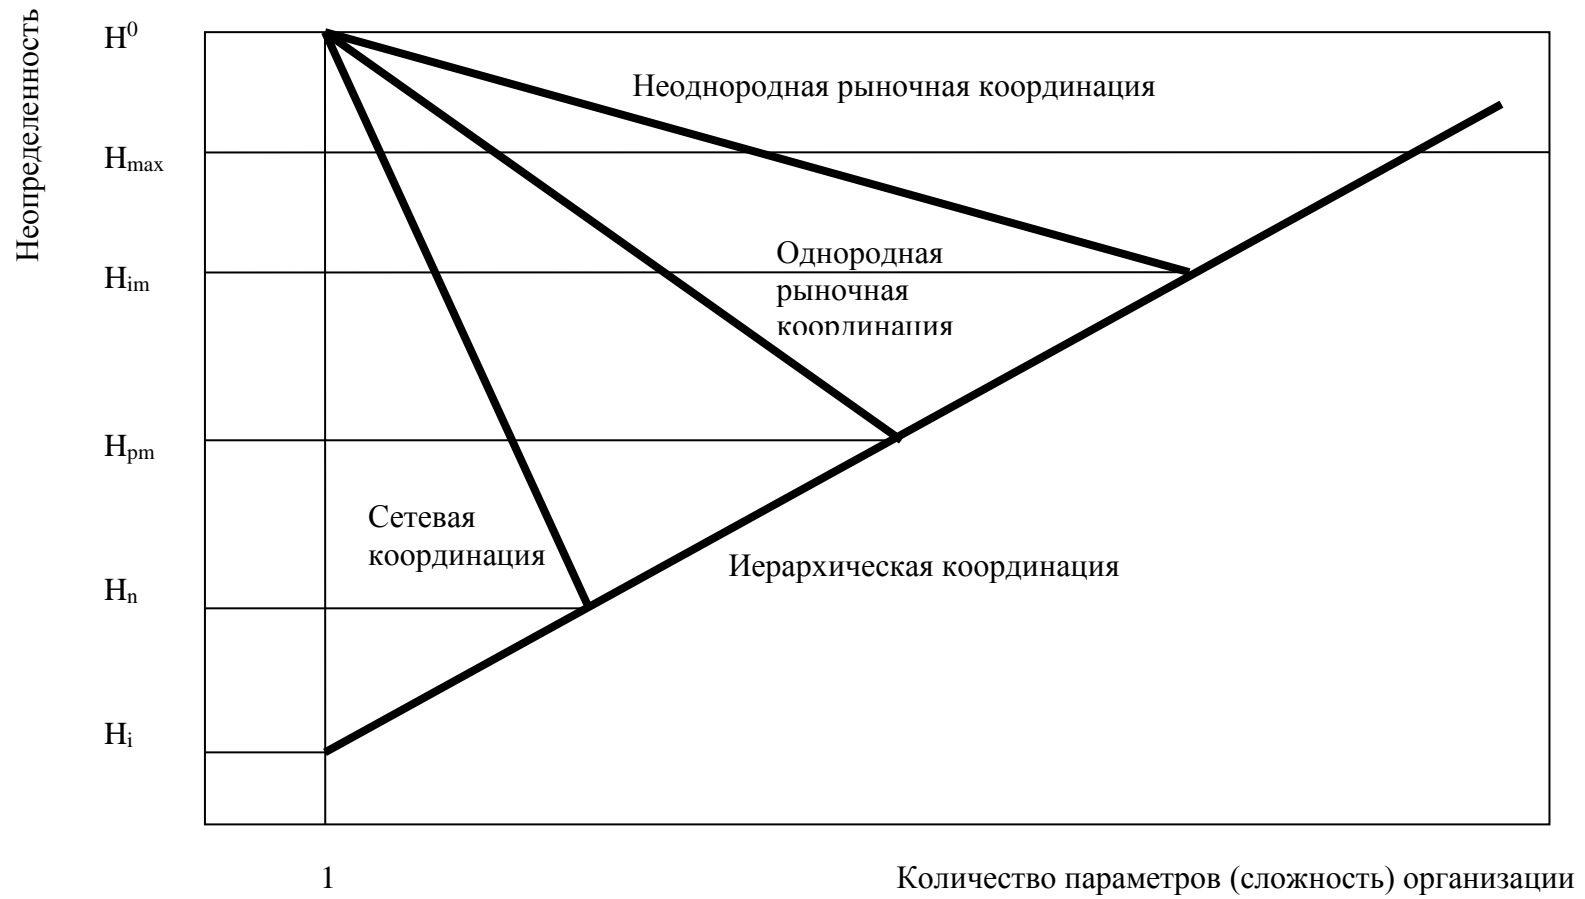 Неопределенность
H⁰
Неоднородная рыночная координация
Hmax
Однородная
рыночная
координация
Him
Hpm
Сетевая
координация
Иерархическая координация
Hn
Hi
1
Количество параметров (сложность) организации